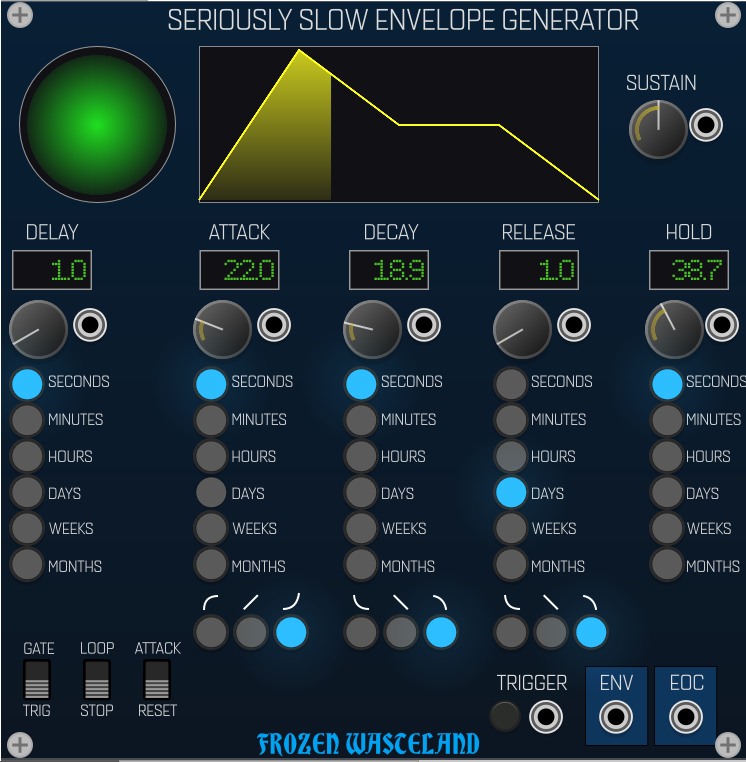 SERIOUSLY SLOW ENVELOPE GENERATOR
SUSTAIN
DELAY ATTACK DECAY RELEASE HOLD
1.0 22.0 18.9 1.0 38.7
SECONDS SECONDS SECONDS SECONDS SECONDS
MINUTES MINUTES MINUTES MINUTES MINUTES
HOURS HOURS HOURS HOURS HOURS
DAYS DAYS DAYS DAYS DAYS
WEEKS WEEKS WEEKS WEEKS WEEKS
MONTHS MONTHS MONTHS MONTHS MONTHS
GATE LOOP ATTACK
TRIG STOP RESET
TRIGGER ENV EOC
FROZEN WASTELAND